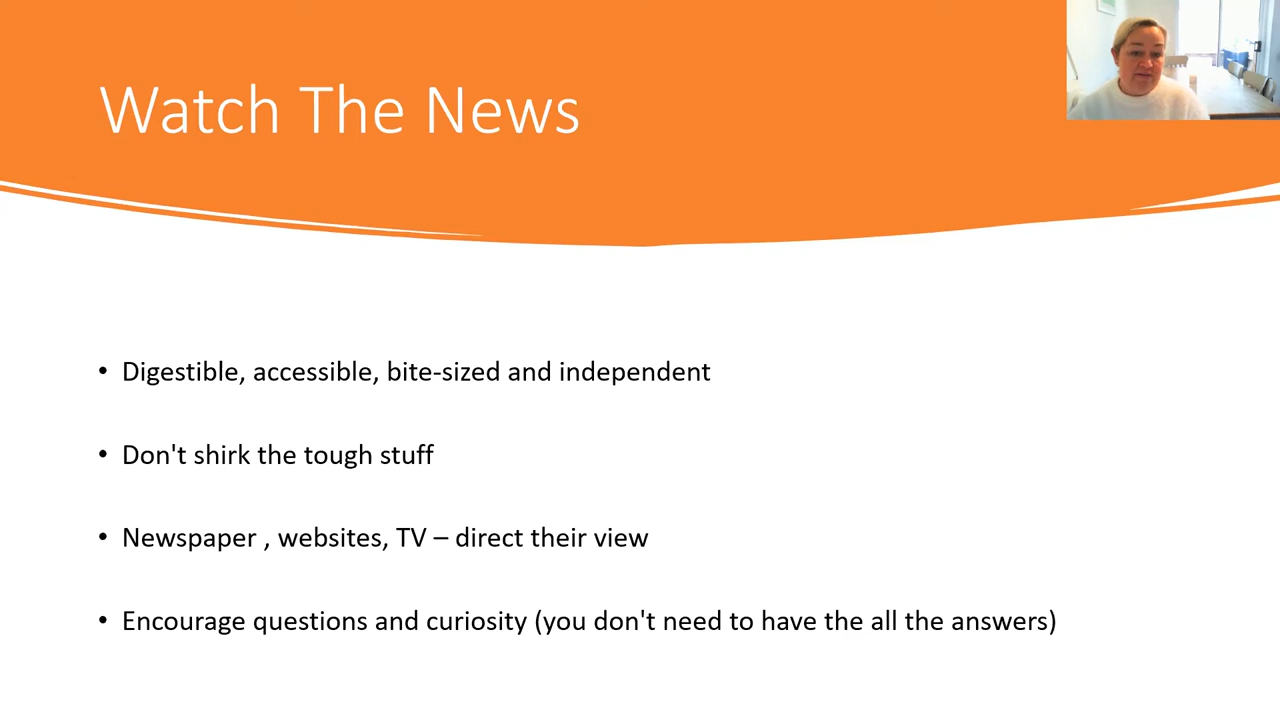 Watch The News
• Digestible, accessible, bite-sized and independent
• Don't shirk the tough stuff
• Newspaper , websites, TV – direct their view
• Encourage questions and curiosity (you don't need to have the all the answers)